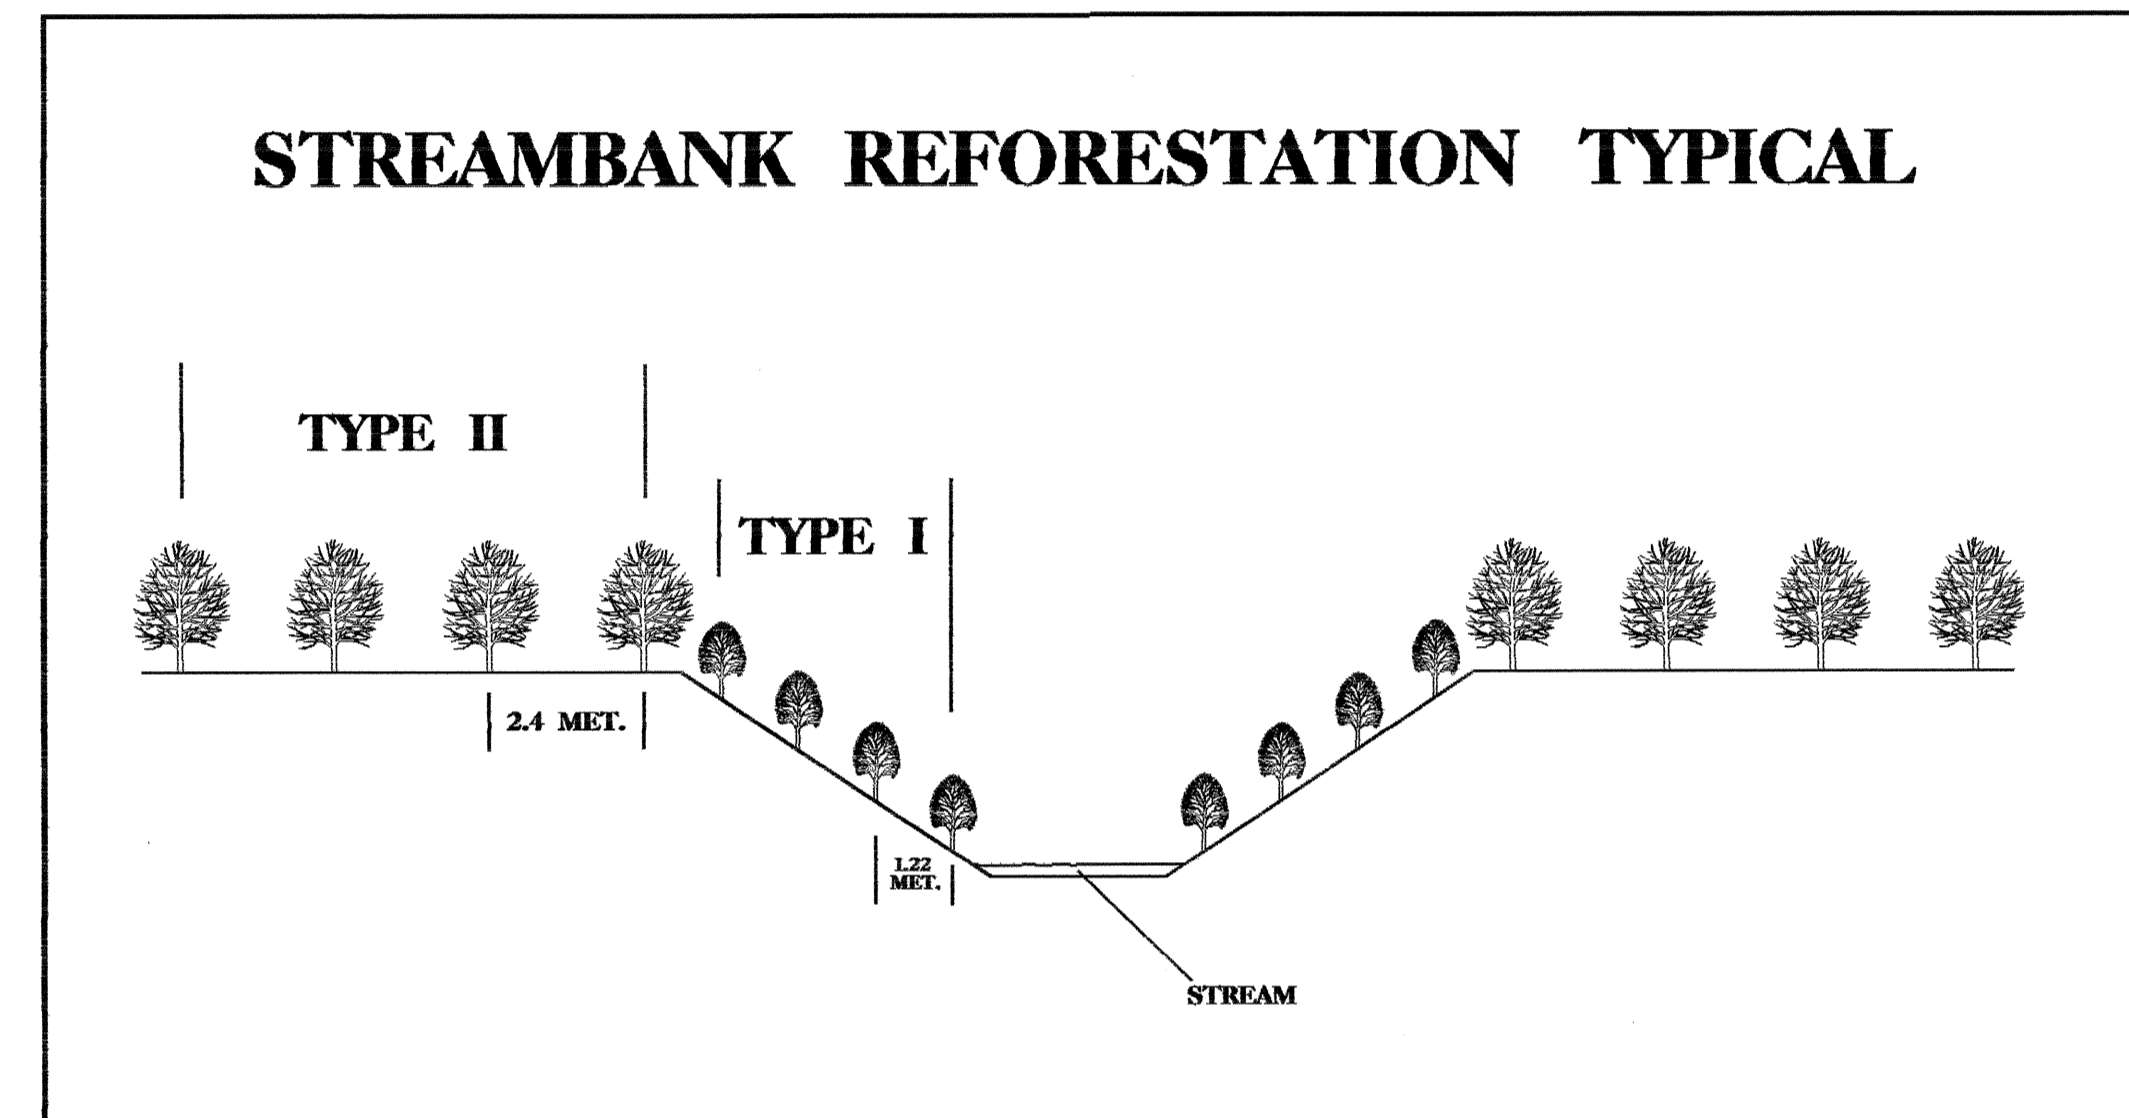 STREAMBANK REFORESTATION TYPICAL
TYPE II
TYPE I
2.4 MET.
1.22
MET.
STREAM